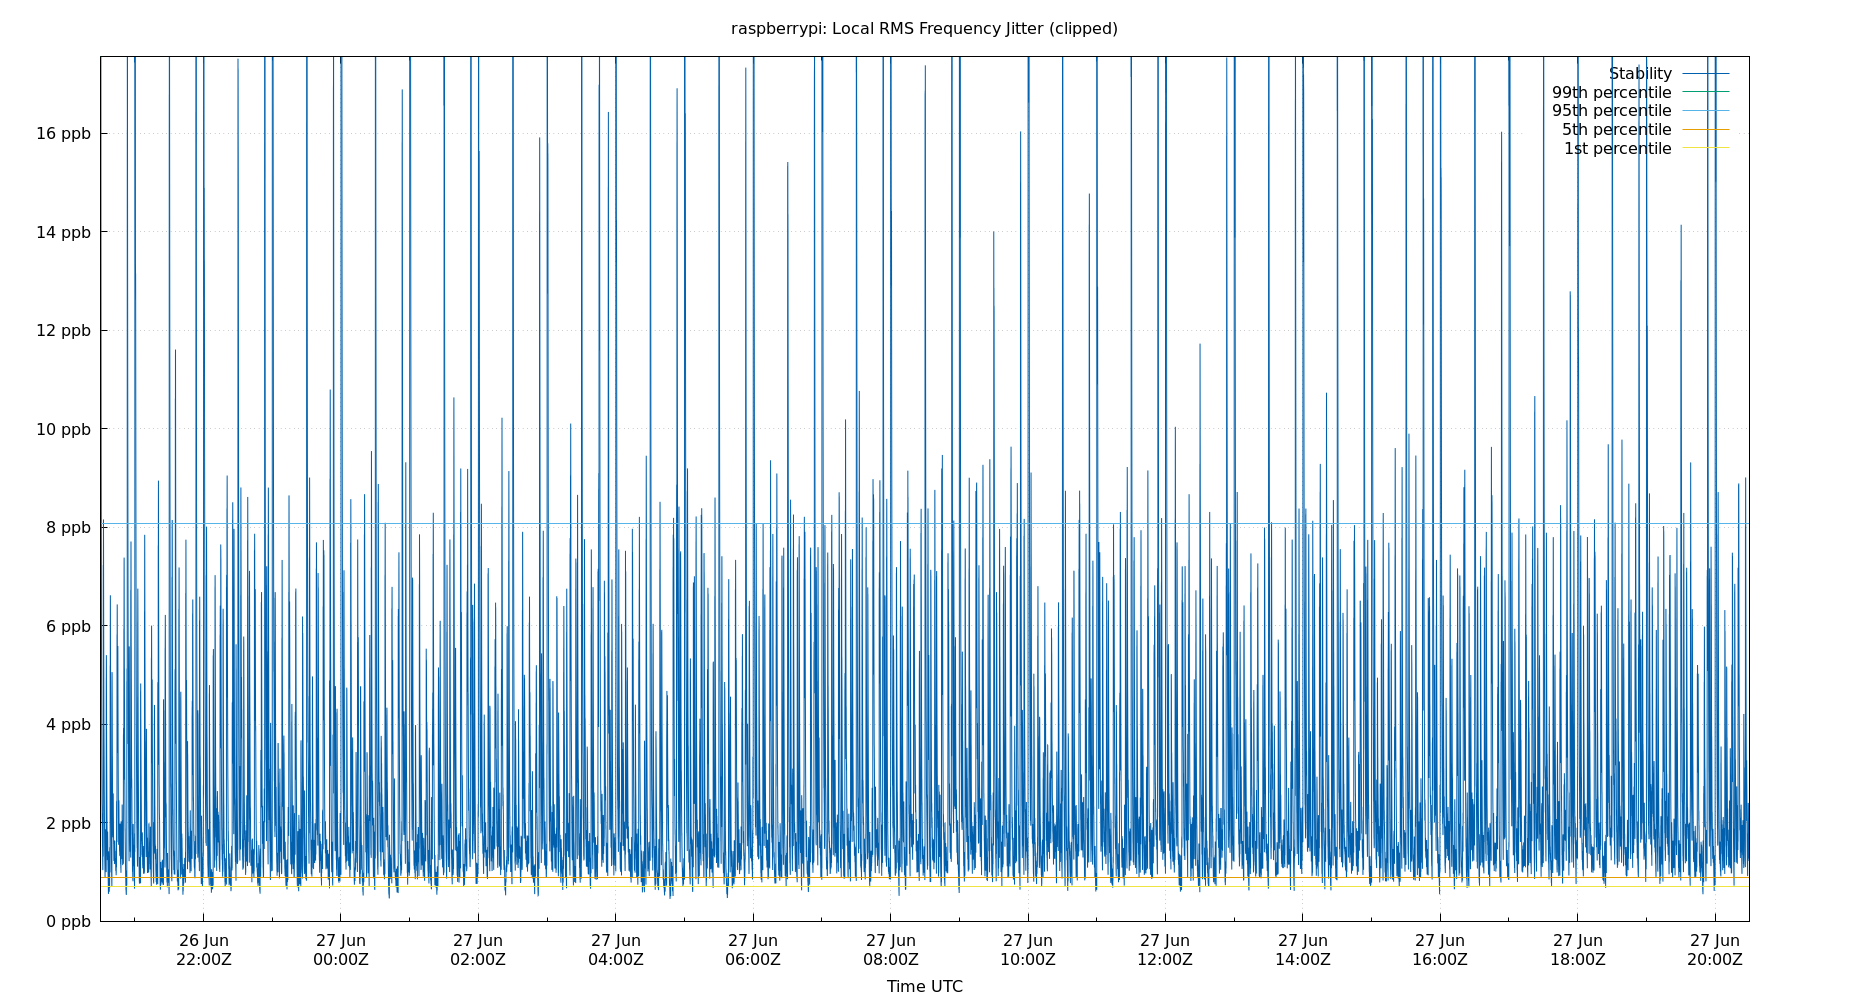 raspberrypi: Local RMS Frequency Jitter (clipped)
Stability
99th percentile
95th percentile
5th percentile
1st percentile
16 ppb
14 ppb
12 ppb
10 ppb
8 ppb
6 ppb
4 ppb
2 ppb
0 ppb
26 Jun 27 Jun 27 Jun 27 Jun 27 Jun 27 Jun 27 Jun 27 Jun 27 Jun 27 Jun 27 Jun 27 Jun
22:00Z 00:00Z 02:00Z 04:00Z 06:00Z 08:00Z 10:00Z 12:00Z 14:00Z 16:00Z 18:00Z 20:00Z
Time UTC